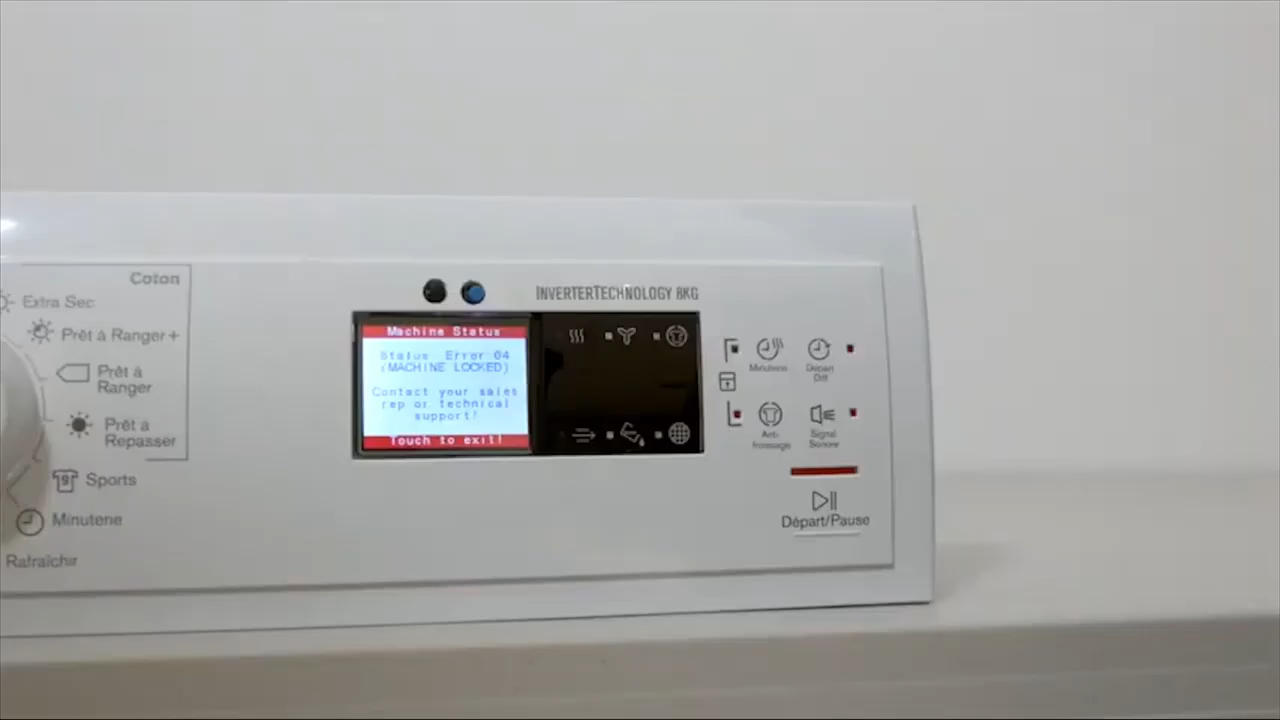 Coton
Extra Sec
Prêt à Ranger+
Prêt à
Ranger
Prêt à
Repasser
Sports
Minuterie
Rafraîchir
INVERTERTECHNOLOGY 8KG
Machine Status
Status Error 04
(MACHINE LOCKED)
Contact your sales
rep or technical
support!
Touch to exit!
Minuterie
Départ
Diff
Anti-
froissage
Signal
Sonore
Départ/Pause